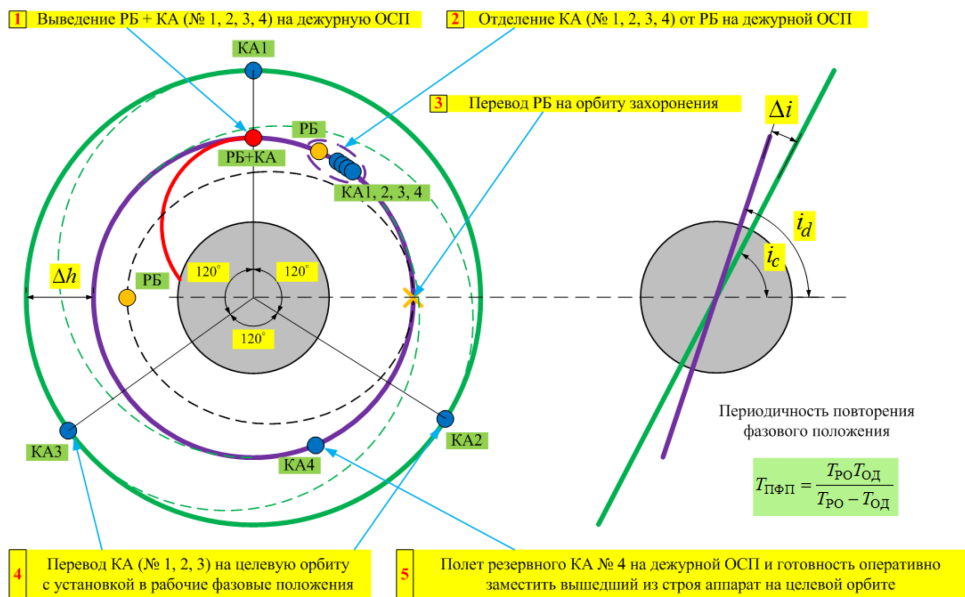 1 Выведение РБ + КА (№ 1, 2, 3, 4) на дежурную ОСП
2 Отделение КА (1, 2, 3, 4) от РБ на дежурной ОСП
КА1
3 Перевод РБ на орбиту захоронения
Δi
РБ
РБ+КА
КА1, 2, 3, 4
i_d
i_c
Δh
РБ
120°
120°
120°
Периодичность повторения
фазового положения
КА3
КА4
КА2
T_ПФП = T_РО T_ОД / (T_РО − T_ОД)
4 Перевод КА (№ 1, 2, 3) на целевую орбиту
с установкой в рабочие фазовые положения
5 Полет резервного КА № 4 на дежурной ОСП и готовность оперативно
заместить вышедший из строя аппарат на целевой орбите